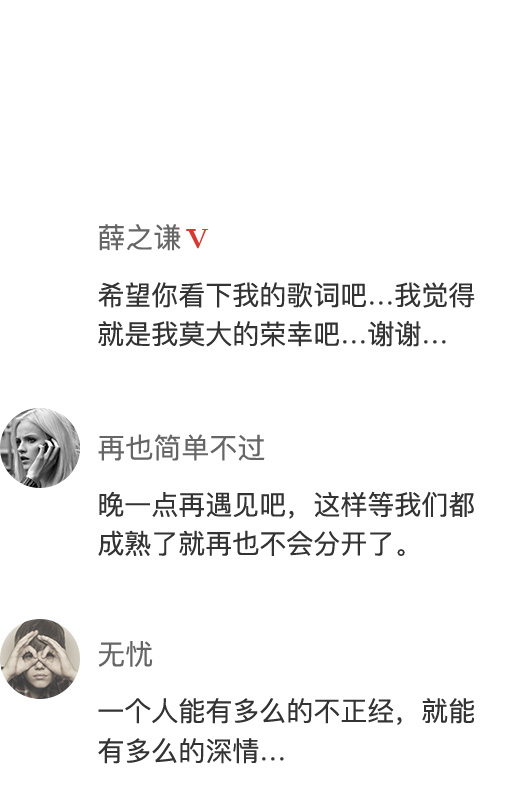 薛之谦 V
希望你看下我的歌词吧…我觉得
就是我莫大的荣幸吧…谢谢…
再也简单不过
晚一点再遇见吧，这样等我们都
成熟了就再也不会分开了。
无忧
一个人能有多么的不正经，就能
有多么的深情…